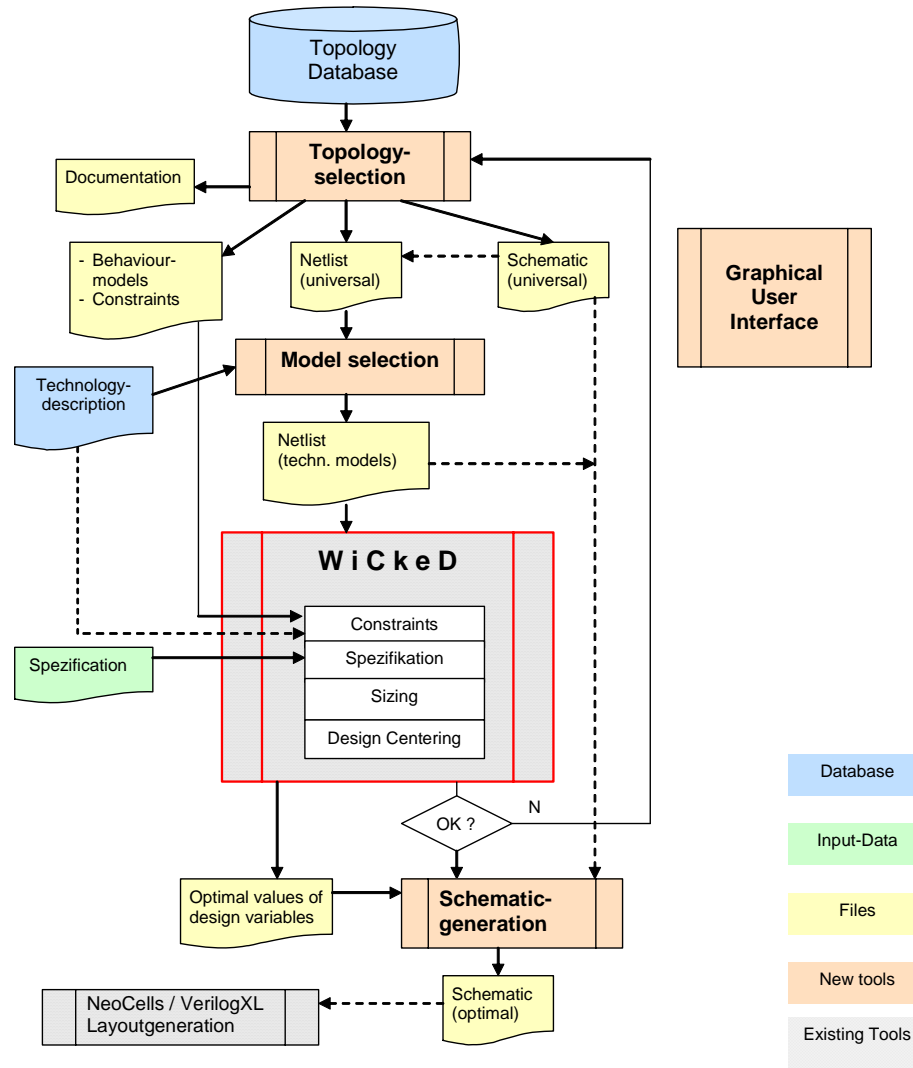 Topology
Database
Topology-
selection
Documentation
- Behaviour-
models
- Constraints
Netlist
(universal)
Schematic
(universal)
Graphical
User
Interface
Model selection
Technology-
description
Netlist
(techn. models)
W i C k e D
Constraints
Spezifikation
Sizing
Design Centering
Spezification
OK ?
N
Optimal values of
design variables
Schematic-
generation
NeoCells / VerilogXL
Layoutgeneration
Schematic
(optimal)
Database
Input-Data
Files
New tools
Existing Tools